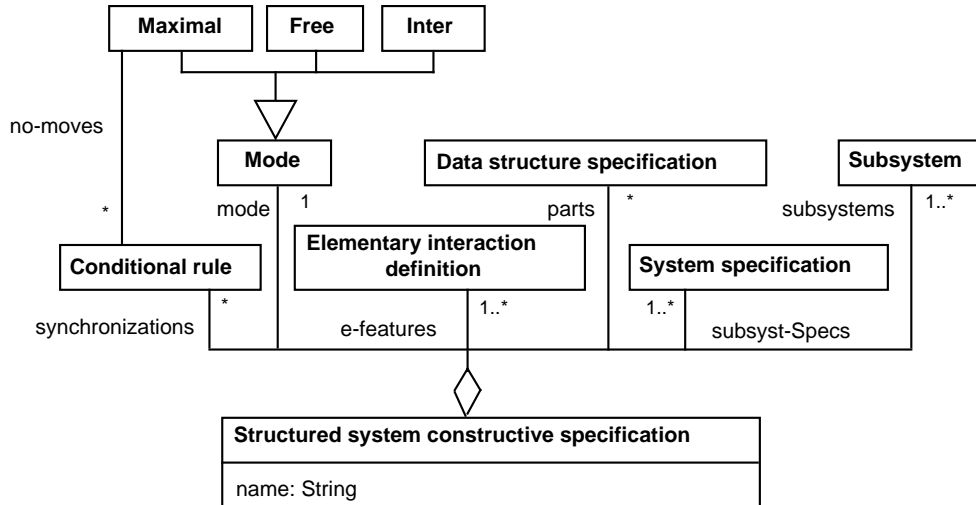 Maximal
Free
Inter
no-moves
Mode
Data structure specification
Subsystem
*
mode
1
parts
*
subsystems
1..*
Elementary interaction
definition
Conditional rule
System specification
*
synchronizations
1..*
e-features
1..*
subsyst-Specs
Structured system constructive specification
name: String